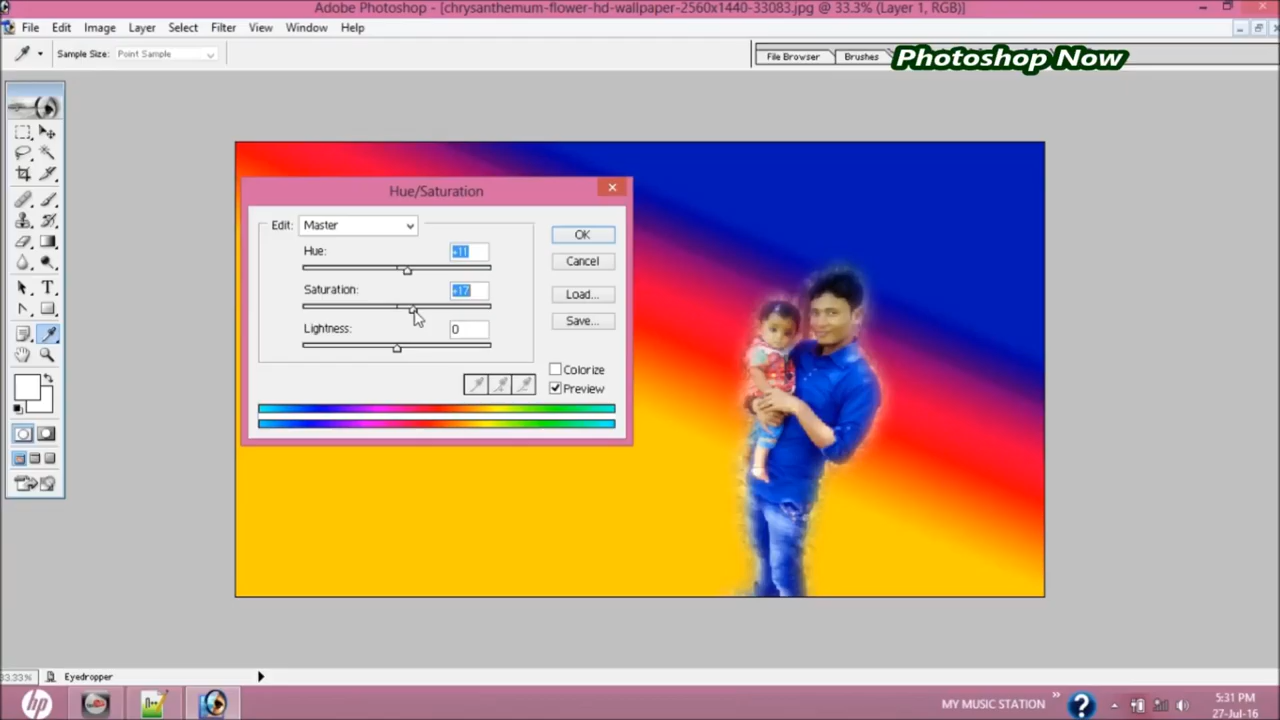 Adobe Photoshop - [chrysanthemum-flower-hd-wallpaper-2560x1440-33083.jpg @ 33.3% (Layer 1, RGB)]
File Edit Image Layer Select Filter View Window Help
Sample Size: Point Sample
File Browser Brushes
Photoshop Now
Hue/Saturation
Edit: Master
OK
Hue: +11
Cancel
Saturation: +17
Load...
Save...
Lightness: 0
Colorize
Preview
33.33% Eyedropper
hp
MY MUSIC STATION
5:31 PM
27-Jul-16